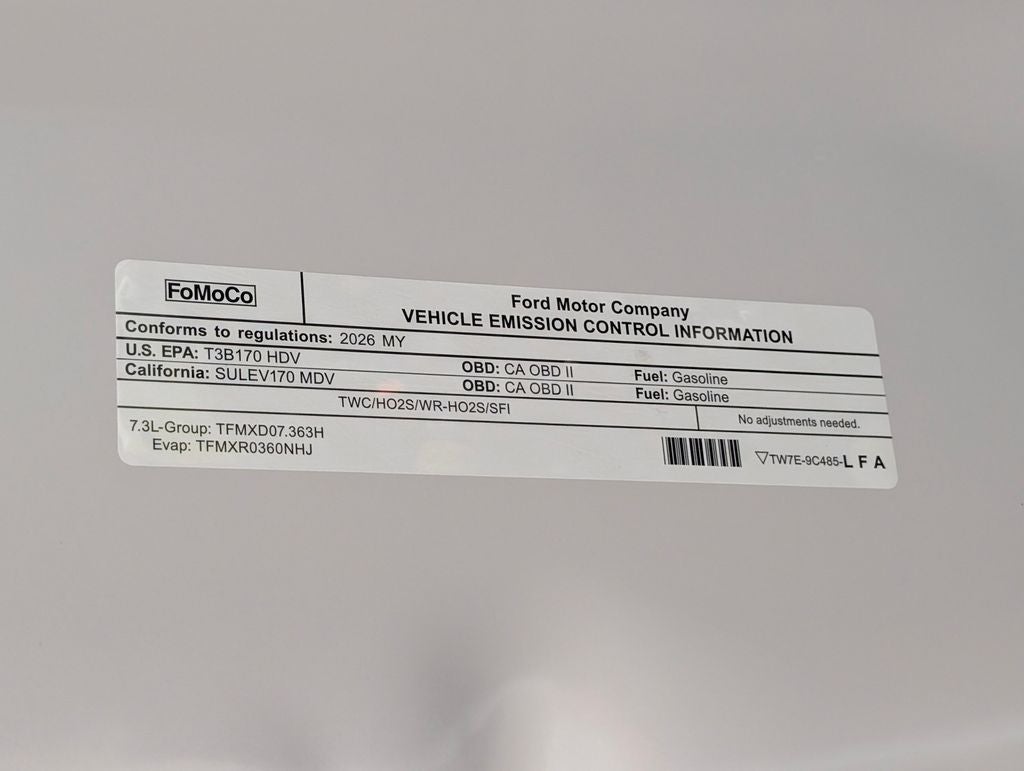 FoMoCo
Ford Motor Company
VEHICLE EMISSION CONTROL INFORMATION
Conforms to regulations: 2026 MY
U.S. EPA: T3B170 HDV OBD: CA OBD II Fuel: Gasoline
California: SULEV170 MDV OBD: CA OBD II Fuel: Gasoline
TWC/HO2S/WR-HO2S/SFI No adjustments needed.
7.3L-Group: TFMXD07.363H
Evap: TFMXR0360NHJ
TW7E-9C485-L F A